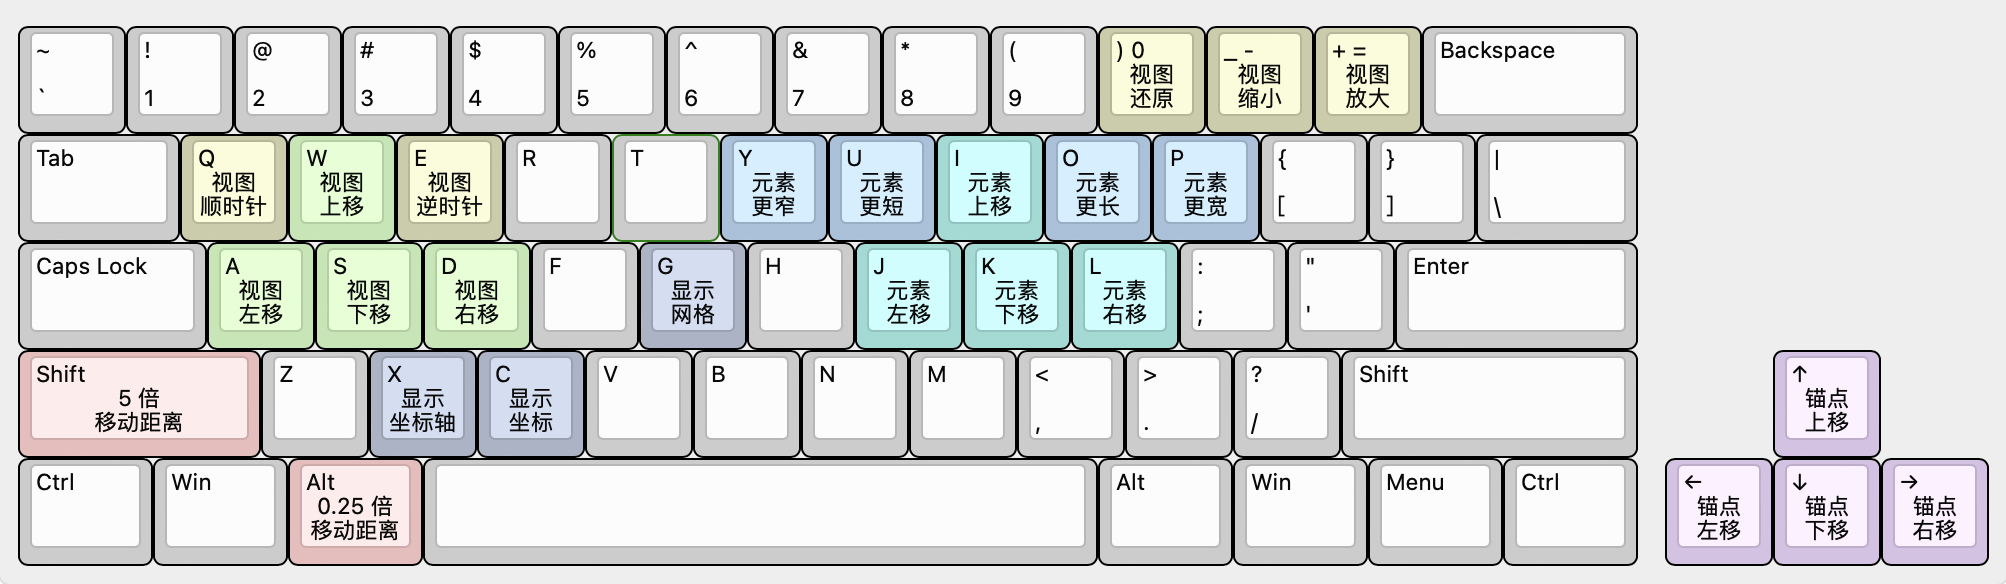 ~ ! @ # $ % ^ & * ( ) 0 _ - + = Backspace
视图 视图 视图
` 1 2 3 4 5 6 7 8 9 还原 缩小 放大
Tab Q W E R T Y U I O P { } |
视图 视图 视图 元素 元素 元素 元素 元素
顺时针 上移 逆时针 更窄 更短 上移 更长 更宽 [ ] \
Caps Lock A S D F G H J K L : " Enter
视图 视图 视图 显示 元素 元素 元素
左移 下移 右移 网格 左移 下移 右移 ; '
Shift Z X C V B N M < > ? Shift ↑
5 倍 显示 显示 锚点
移动距离 坐标轴 坐标 , . / 上移
Ctrl Win Alt Alt Win Menu Ctrl ← ↓ →
0.25 倍 锚点 锚点 锚点
移动距离 左移 下移 右移